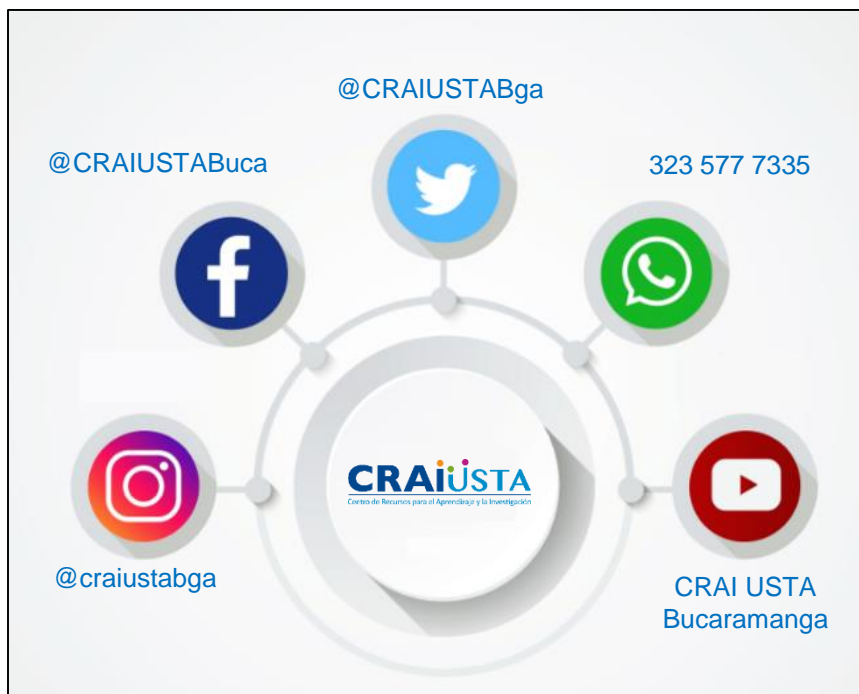 @CRAIUSTABga
@CRAIUSTABuca
323 577 7335
CRAIUSTA
Centro de Recursos para el Aprendizaje y la Investigación
@craiustabga
CRAI USTA
Bucaramanga